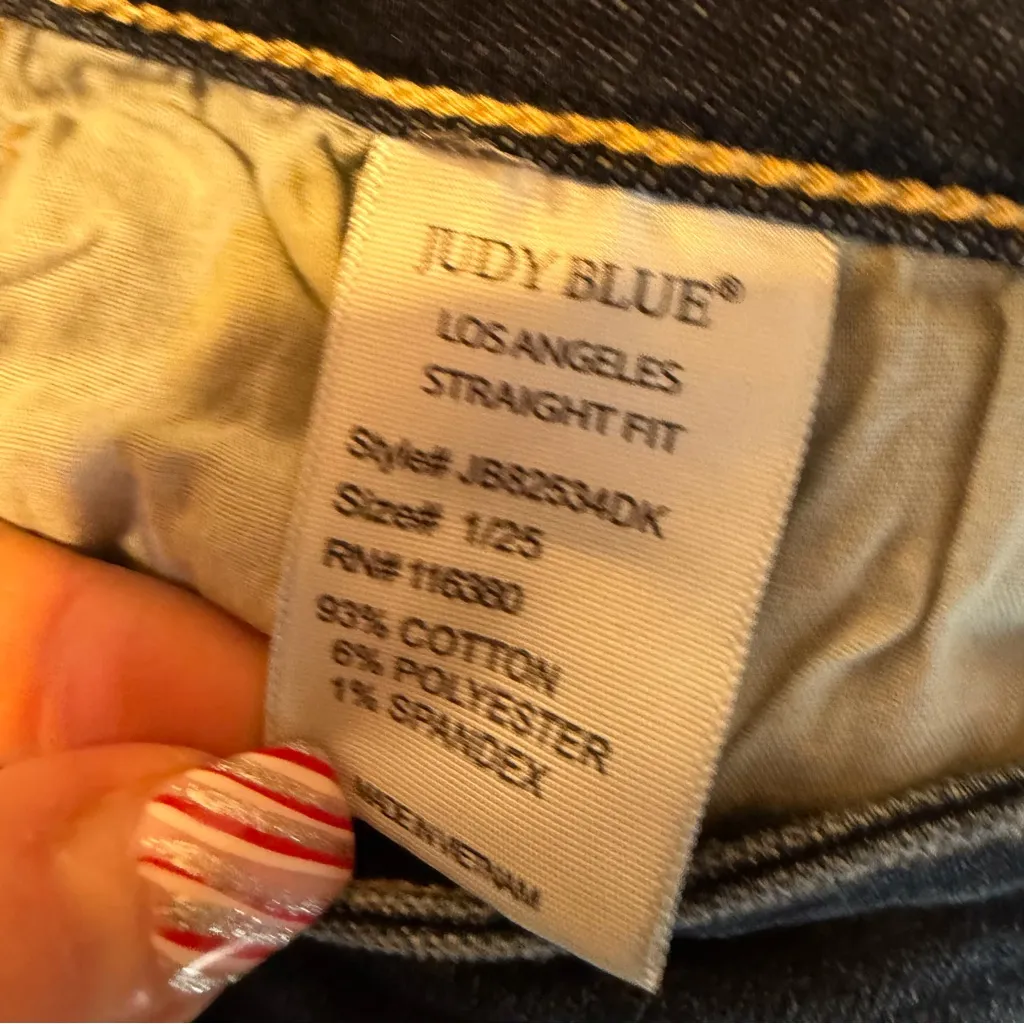 JUDY BLUE®
LOS ANGELES
STRAIGHT FIT
Style# JB82534DK
Size# 1/25
RN# 116380
93% COTTON
6% POLYESTER
1% SPANDEX
MADE IN VIETNAM